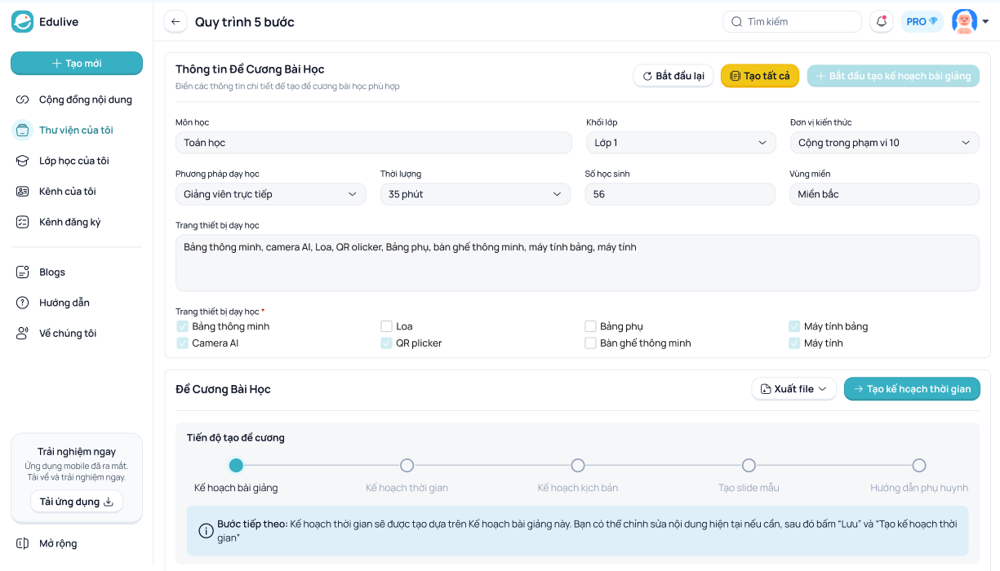 Edulive
Tạo mới
Cộng đồng nội dung
Thư viện của tôi
Lớp học của tôi
Kênh của tôi
Kênh đăng ký
Blogs
Hướng dẫn
Về chúng tôi
Trải nghiệm ngay
Ứng dụng mobile đã ra mắt.
Tải về và trải nghiệm ngay.
Tải ứng dụng
Mở rộng
Quy trình 5 bước
Tìm kiếm
PRO
Thông tin Đề Cương Bài Học
Điền các thông tin chi tiết để tạo đề cương bài học phù hợp
Bắt đầu lại
Tạo tất cả
Bắt đầu tạo kế hoạch bài giảng
Môn học
Khối lớp
Đơn vị kiến thức
Toán học
Lớp 1
Cộng trong phạm vi 10
Phương pháp dạy học
Thời lượng
Số học sinh
Vùng miền
Giảng viên trực tiếp
35 phút
56
Miền bắc
Trang thiết bị dạy học
Bảng thông minh, camera AI, Loa, QR olicker, Bảng phụ, bàn ghế thông minh, máy tính bảng, máy tính
Trang thiết bị dạy học *
Bảng thông minh
Loa
Bảng phụ
Máy tính bảng
Camera AI
QR plicker
Bàn ghế thông minh
Máy tính
Đề Cương Bài Học
Xuất file
Tạo kế hoạch thời gian
Tiến độ tạo đề cương
Kế hoạch bài giảng
Kế hoạch thời gian
Kế hoạch kịch bản
Tạo slide mẫu
Hướng dẫn phụ huynh
Bước tiếp theo: Kế hoạch thời gian sẽ được tạo dựa trên Kế hoạch bài giảng này. Bạn có thể chỉnh sửa nội dung hiện tại nếu cần, sau đó bấm “Lưu” và “Tạo kế hoạch thời
gian”